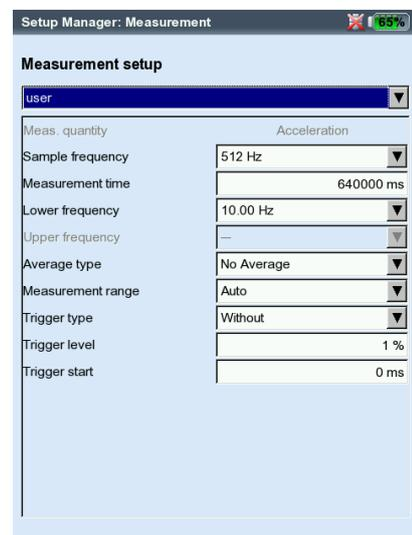 Setup Manager: Measurement 65%
Measurement setup
user
Meas. quantity Acceleration
Sample frequency 512 Hz
Measurement time 640000 ms
Lower frequency 10.00 Hz
Upper frequency ---
Average type No Average
Measurement range Auto
Trigger type Without
Trigger level 1 %
Trigger start 0 ms